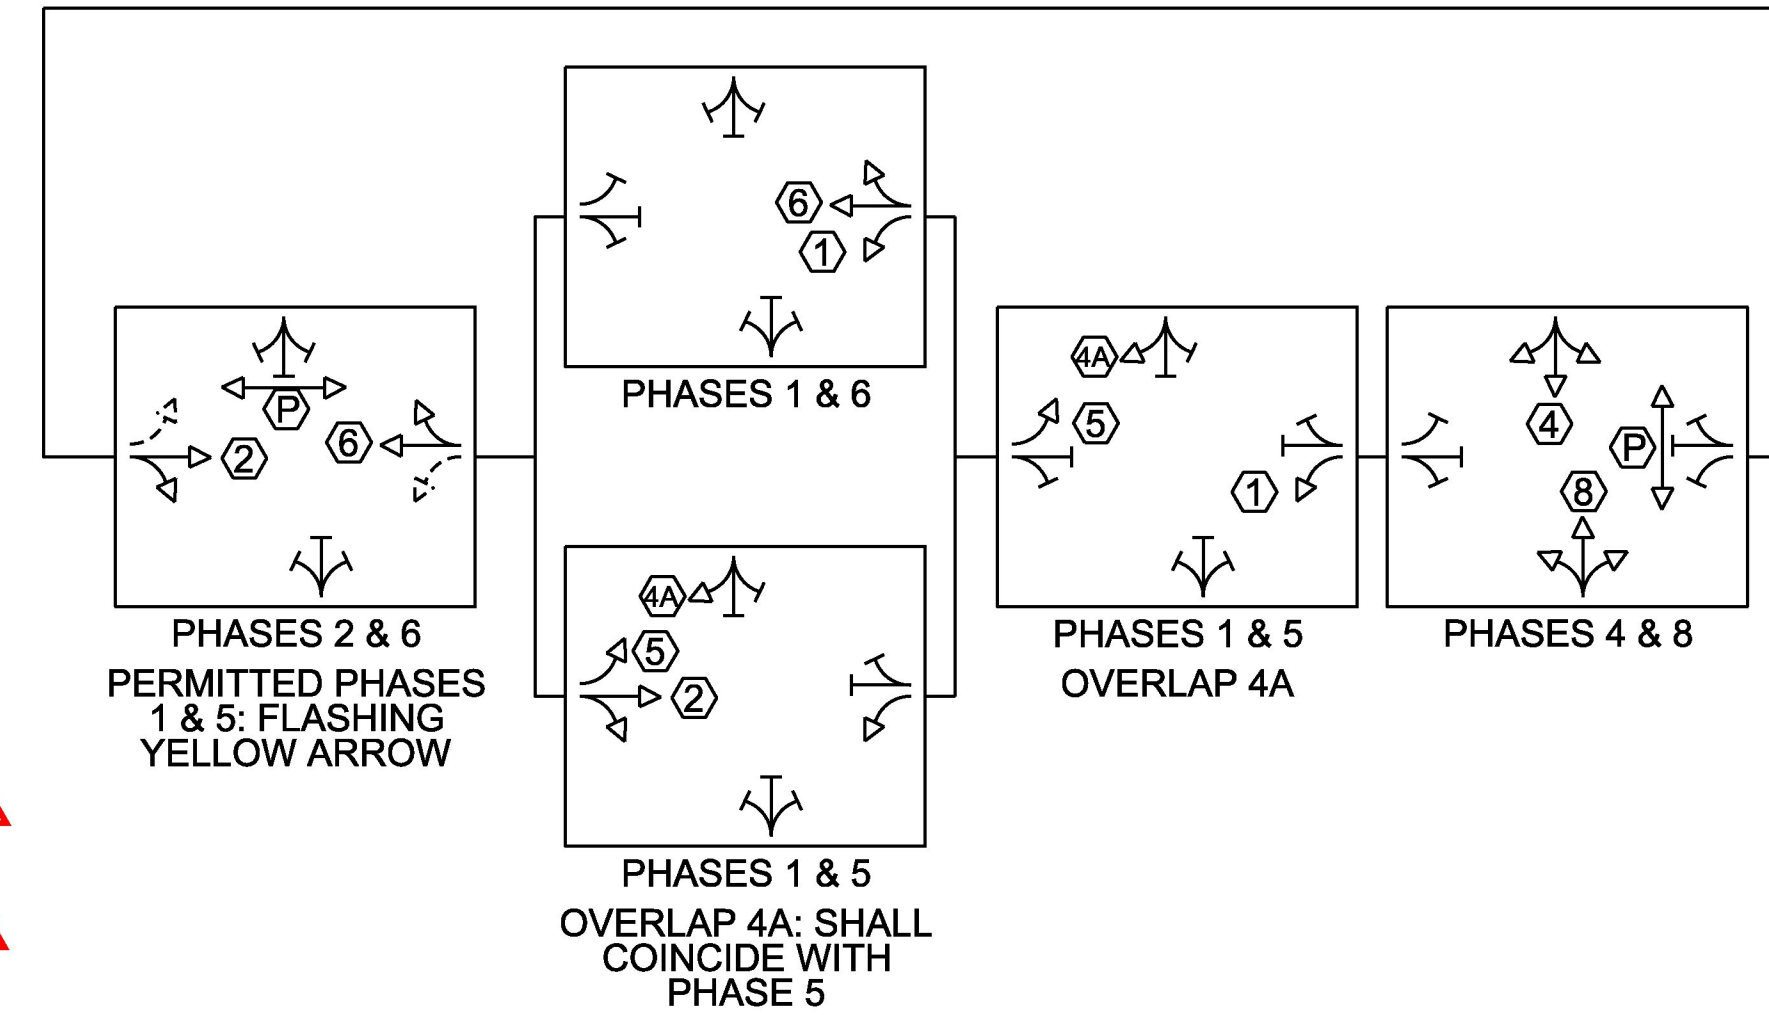 6
1
PHASES 1 & 6
P
2
6
PHASES 2 & 6
PERMITTED PHASES
1 & 5: FLASHING
YELLOW ARROW
4A
5
2
PHASES 1 & 5
OVERLAP 4A: SHALL
COINCIDE WITH
PHASE 5
4A
5
1
PHASES 1 & 5
OVERLAP 4A
4
P
8
PHASES 4 & 8